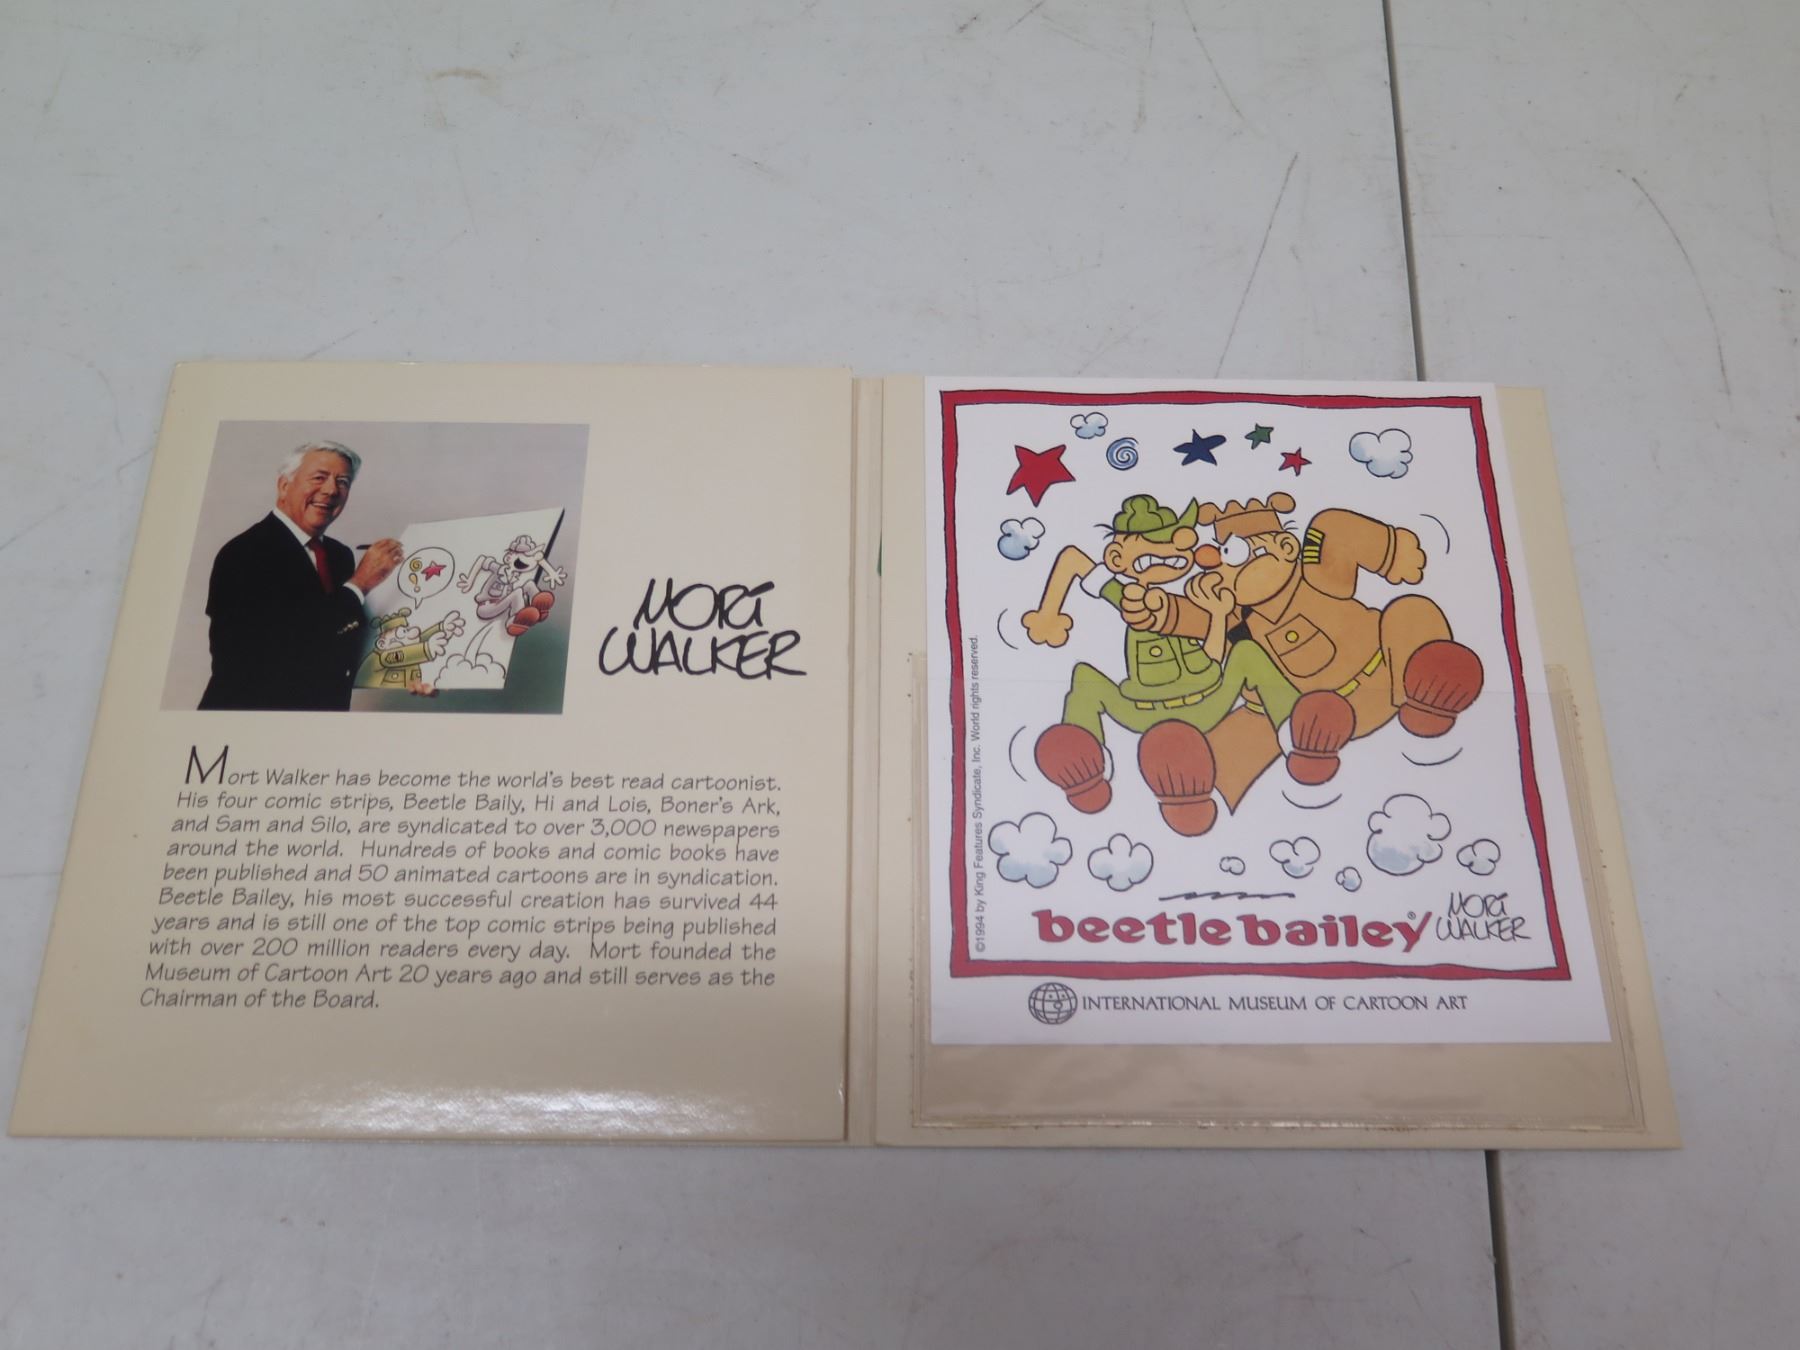 MORT
WALKER
Mort Walker has become the world's best read cartoonist.
His four comic strips, Beetle Baily, Hi and Lois, Boner's Ark,
and Sam and Silo, are syndicated to over 3,000 newspapers
around the world. Hundreds of books and comic books have
been published and 50 animated cartoons are in syndication.
Beetle Bailey, his most successful creation has survived 44
years and is still one of the top comic strips being published
with over 200 million readers every day. Mort founded the
Museum of Cartoon Art 20 years ago and still serves as the
Chairman of the Board.
©1994 by King Features Syndicate, Inc. World rights reserved.
beetle bailey®
MORT
WALKER
INTERNATIONAL MUSEUM OF CARTOON ART